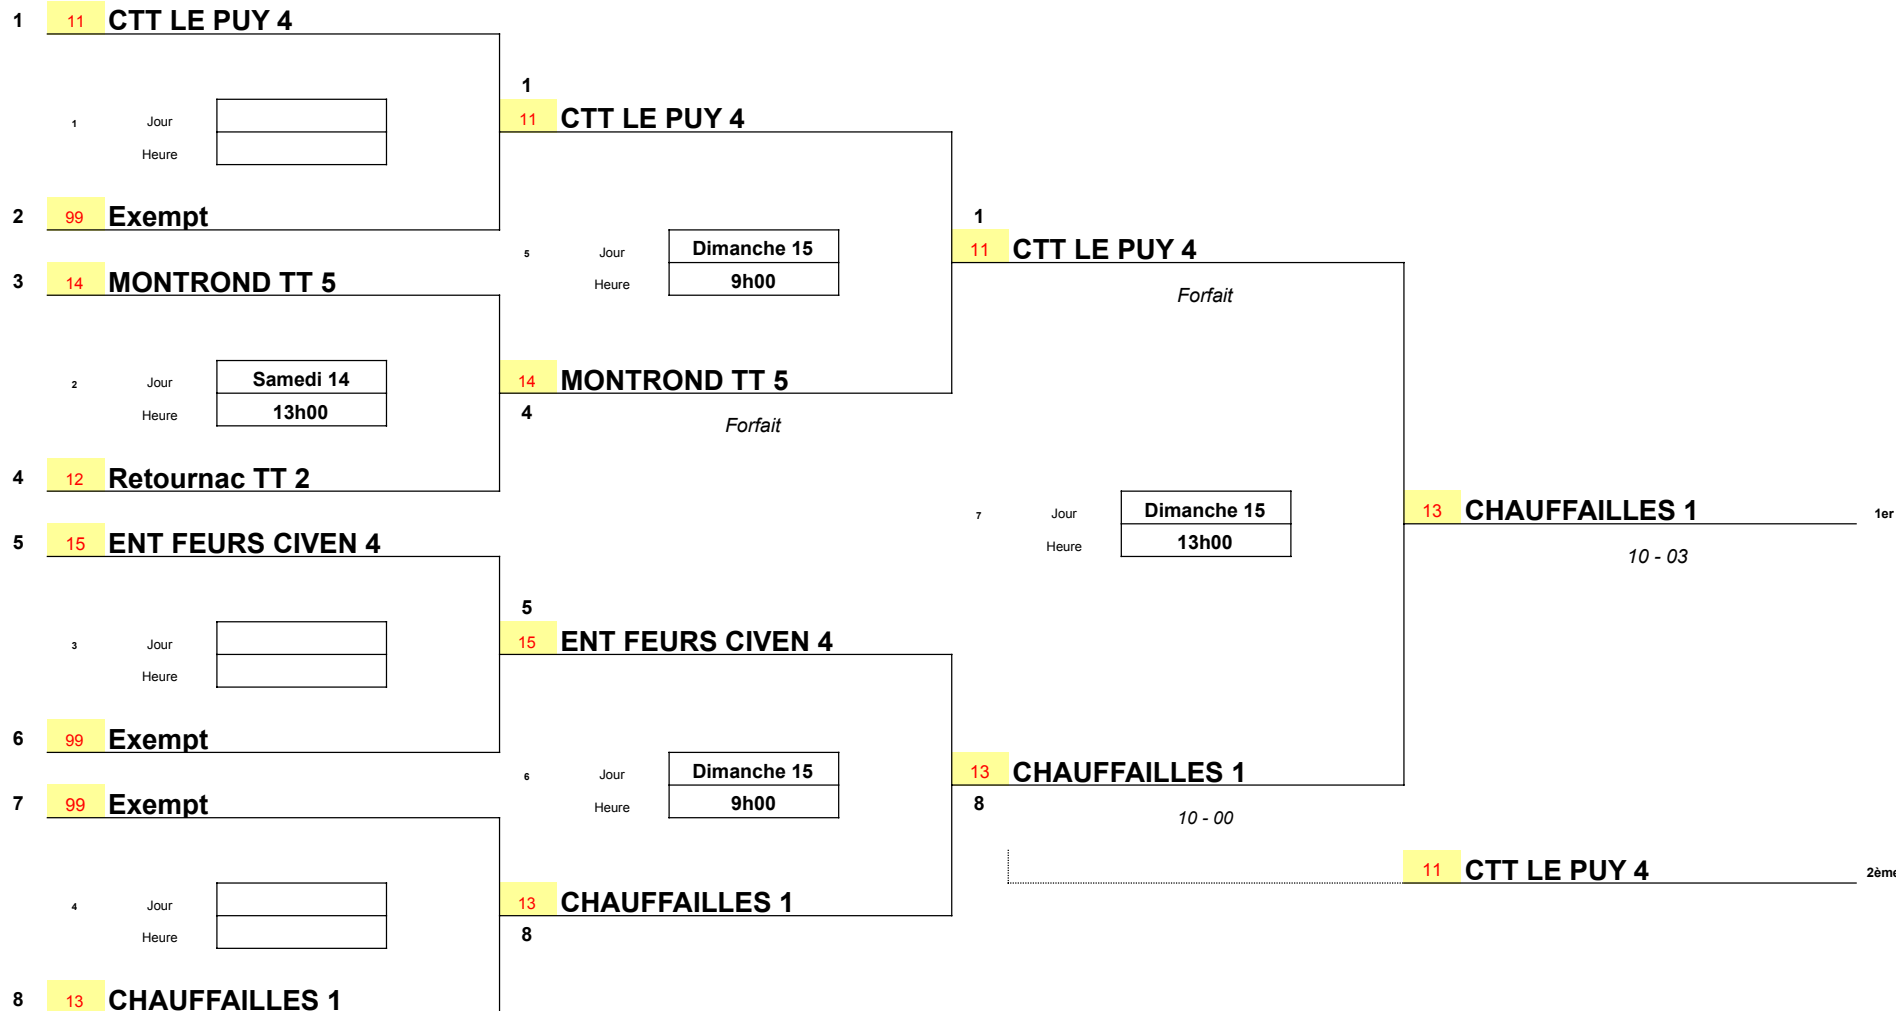 1 11 CTT LE PUY 4
1
1 Jour
11 CTT LE PUY 4
Heure
2 99 Exempt
1
5 Jour Dimanche 15
11 CTT LE PUY 4
3 14 MONTROND TT 5
Heure 9h00
Forfait
2 Jour Samedi 14
14 MONTROND TT 5
Heure 13h00
4
Forfait
4 12 Retournac TT 2
7 Jour Dimanche 15
13 CHAUFFAILLES 1 1er
5 15 ENT FEURS CIVEN 4
Heure 13h00
10 - 03
5
3 Jour
15 ENT FEURS CIVEN 4
Heure
6 99 Exempt
6 Jour Dimanche 15
13 CHAUFFAILLES 1
7 99 Exempt
Heure 9h00
8
10 - 00
11 CTT LE PUY 4 2ème
4 Jour
13 CHAUFFAILLES 1
Heure
8
8 13 CHAUFFAILLES 1